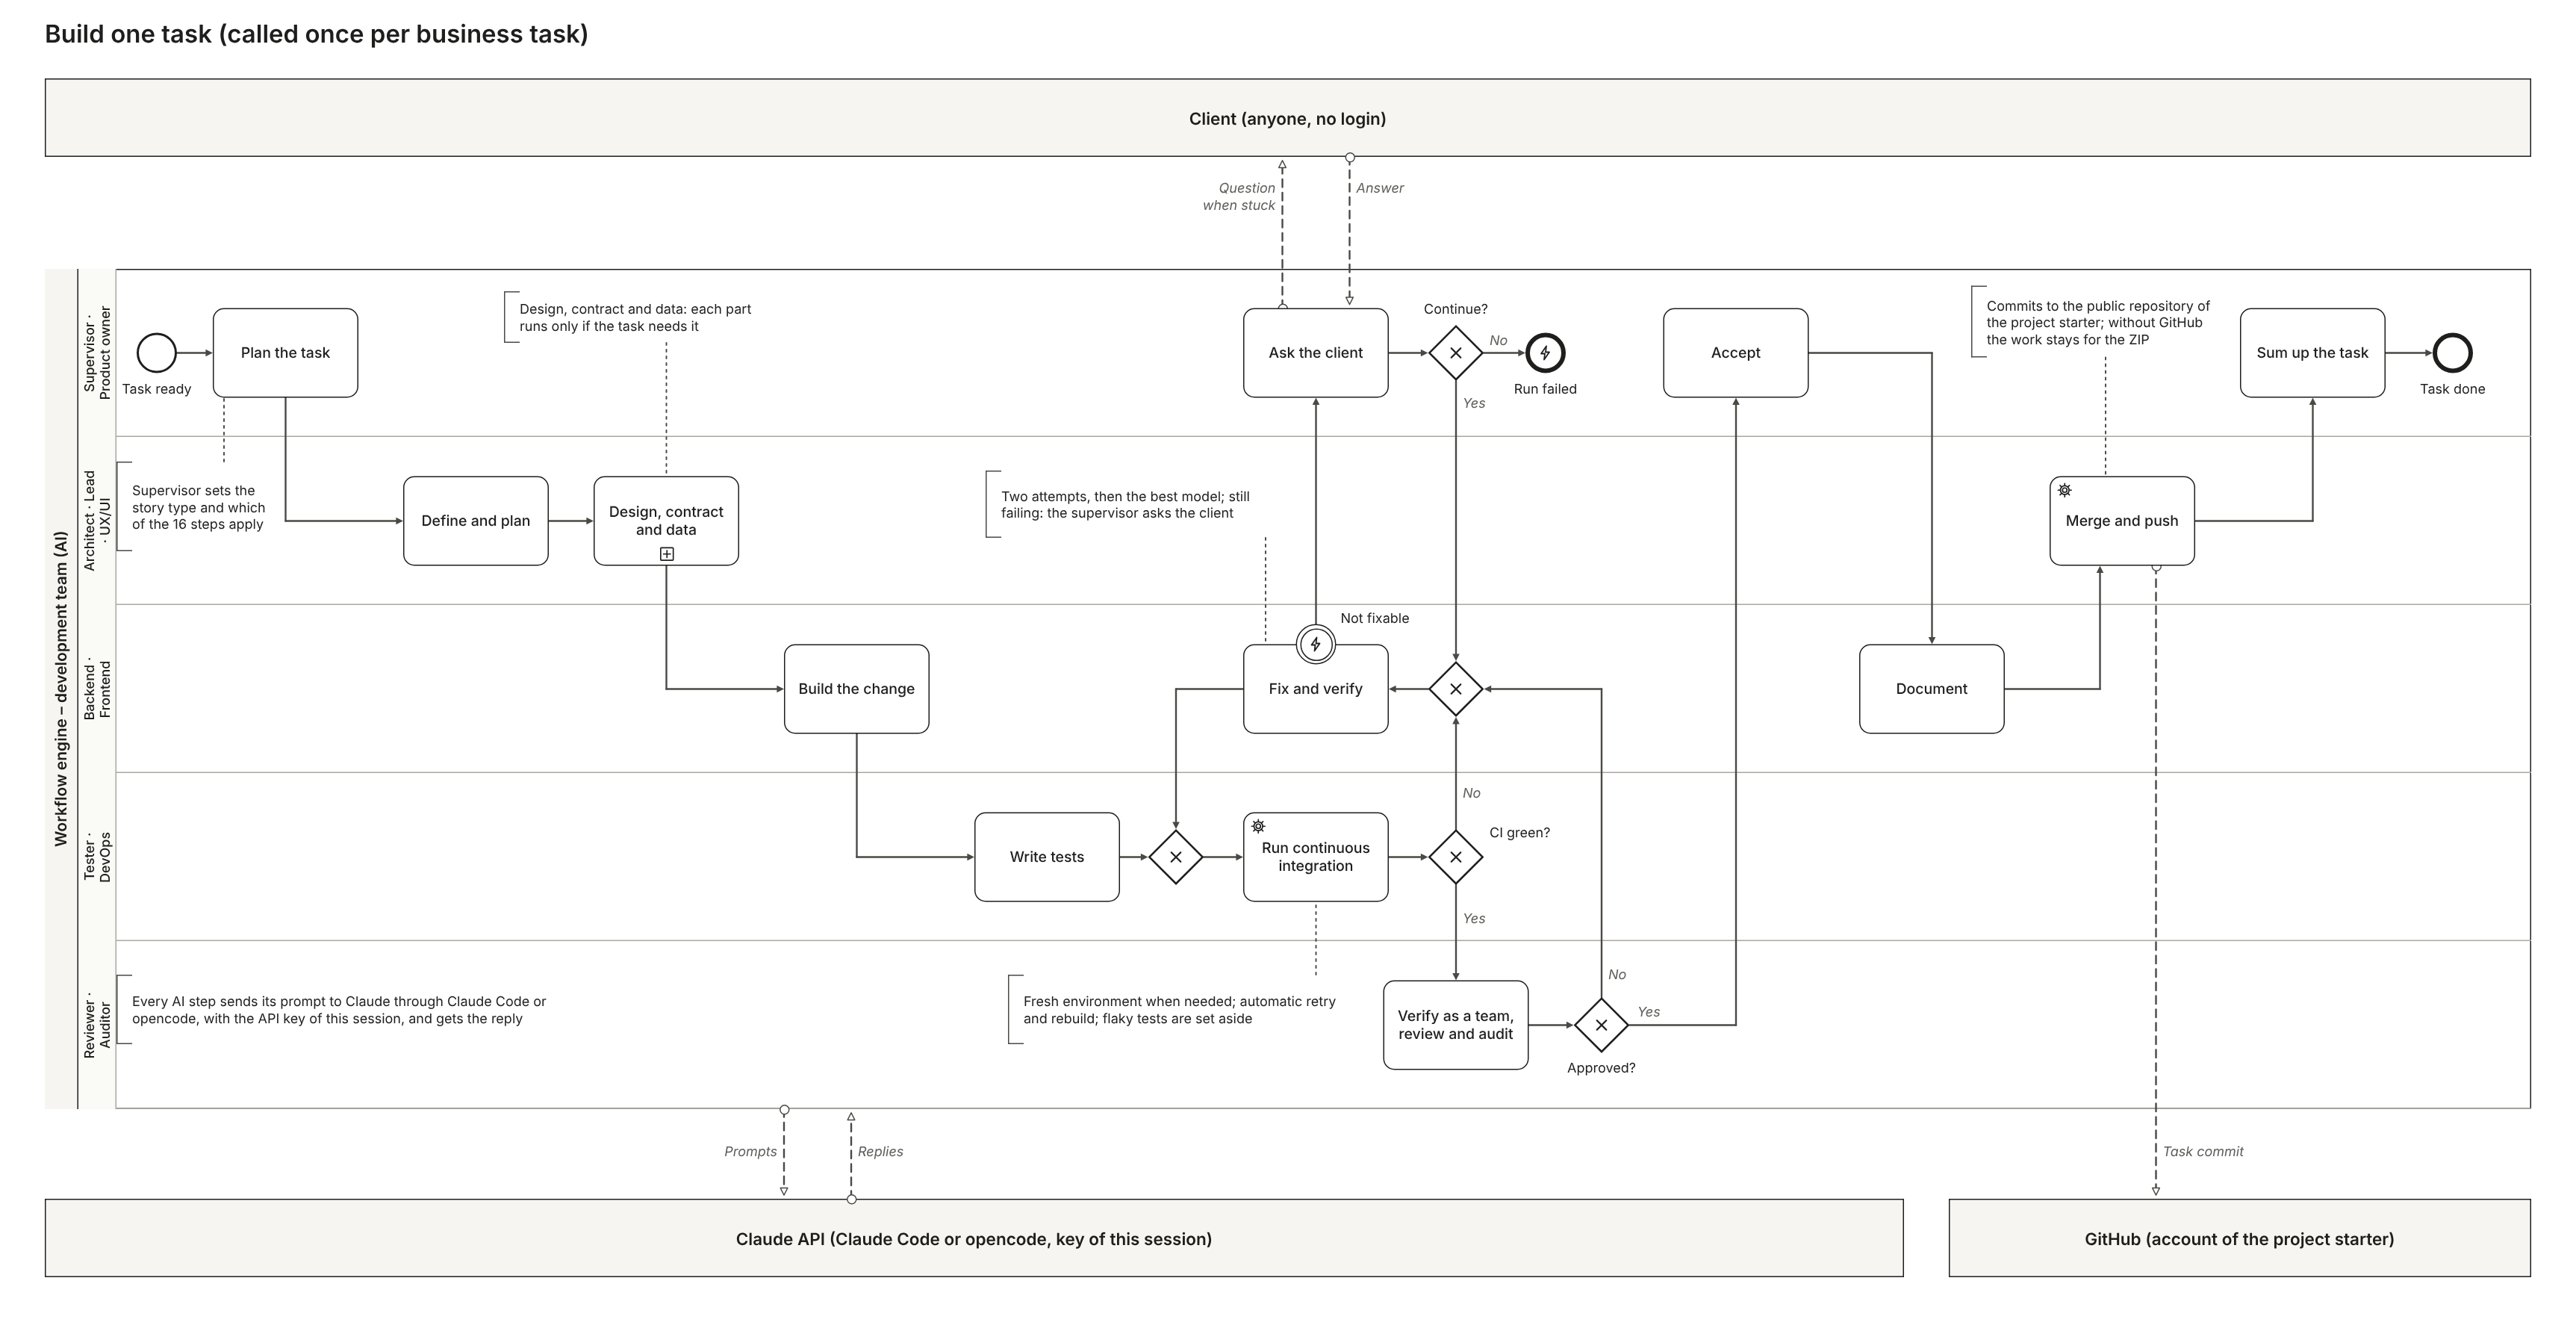 Build one task (called once per business task)
Client (anyone, no login)
Question
when stuck
Answer
Workflow engine – development team (AI)
Supervisor ·
Product owner
Task ready
Plan the task
Design, contract and data: each part
runs only if the task needs it
Ask the client
Continue?
No
Yes
Run failed
Accept
Commits to the public repository of
the project starter; without GitHub
the work stays for the ZIP
Sum up the task
Task done
Architect · Lead
· UX/UI
Supervisor sets the
story type and which
of the 16 steps apply
Define and plan
Design, contract
and data
Two attempts, then the best model; still
failing: the supervisor asks the client
Merge and push
Backend ·
Frontend
Build the change
Not fixable
Fix and verify
Document
Tester ·
DevOps
Write tests
Run continuous
integration
No
CI green?
Yes
Reviewer ·
Auditor
Every AI step sends its prompt to Claude through Claude Code or
opencode, with the API key of this session, and gets the reply
Fresh environment when needed; automatic retry
and rebuild; flaky tests are set aside
Verify as a team,
review and audit
No
Yes
Approved?
Prompts
Replies
Task commit
Claude API (Claude Code or opencode, key of this session)
GitHub (account of the project starter)